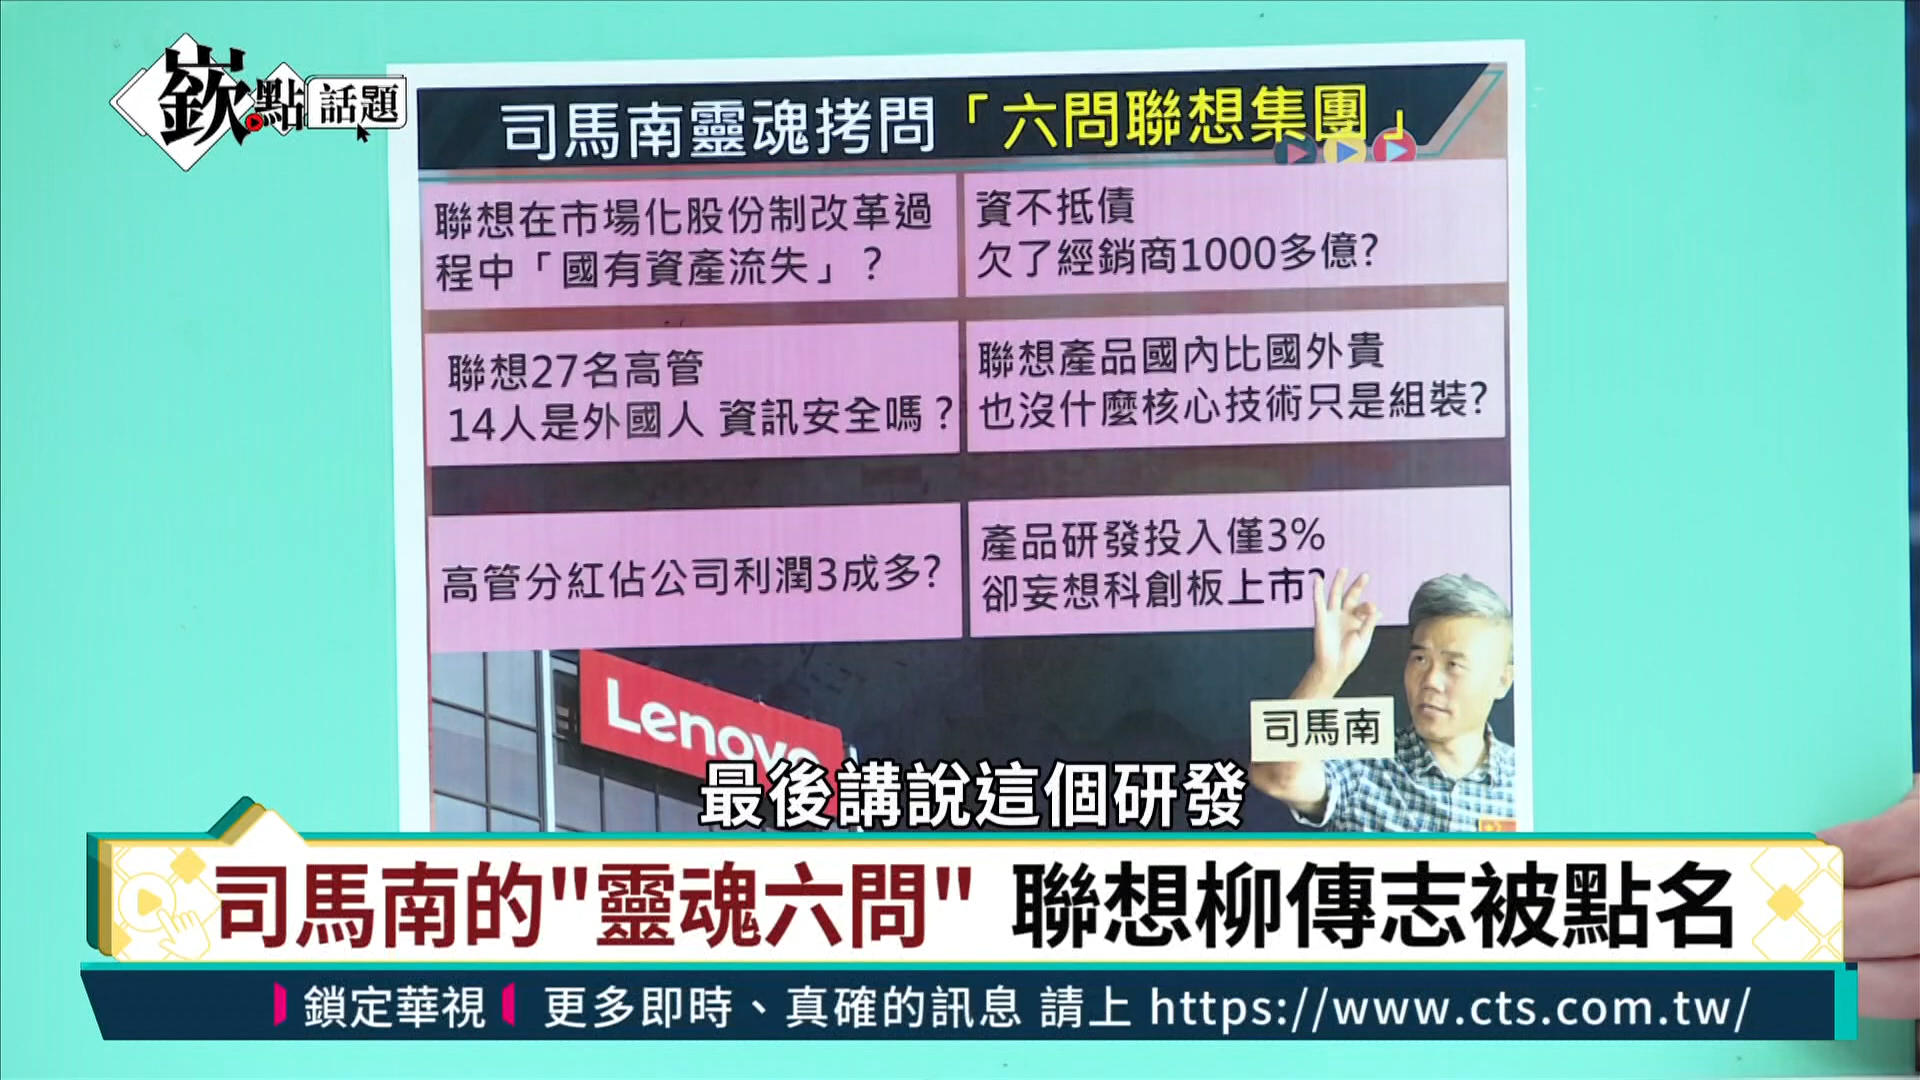 嶔點話題
司馬南靈魂拷問「六問聯想集團」
聯想在市場化股份制改革過
程中「國有資產流失」？
資不抵債
欠了經銷商1000多億?
聯想27名高管
14人是外國人 資訊安全嗎？
聯想產品國內比國外貴
也沒什麼核心技術只是組裝?
高管分紅佔公司利潤3成多?
產品研發投入僅3%
卻妄想科創板上市?
Lenovo
司馬南
最後講說這個研發
司馬南的"靈魂六問" 聯想柳傳志被點名
鎖定華視 更多即時、真確的訊息 請上 https://www.cts.com.tw/